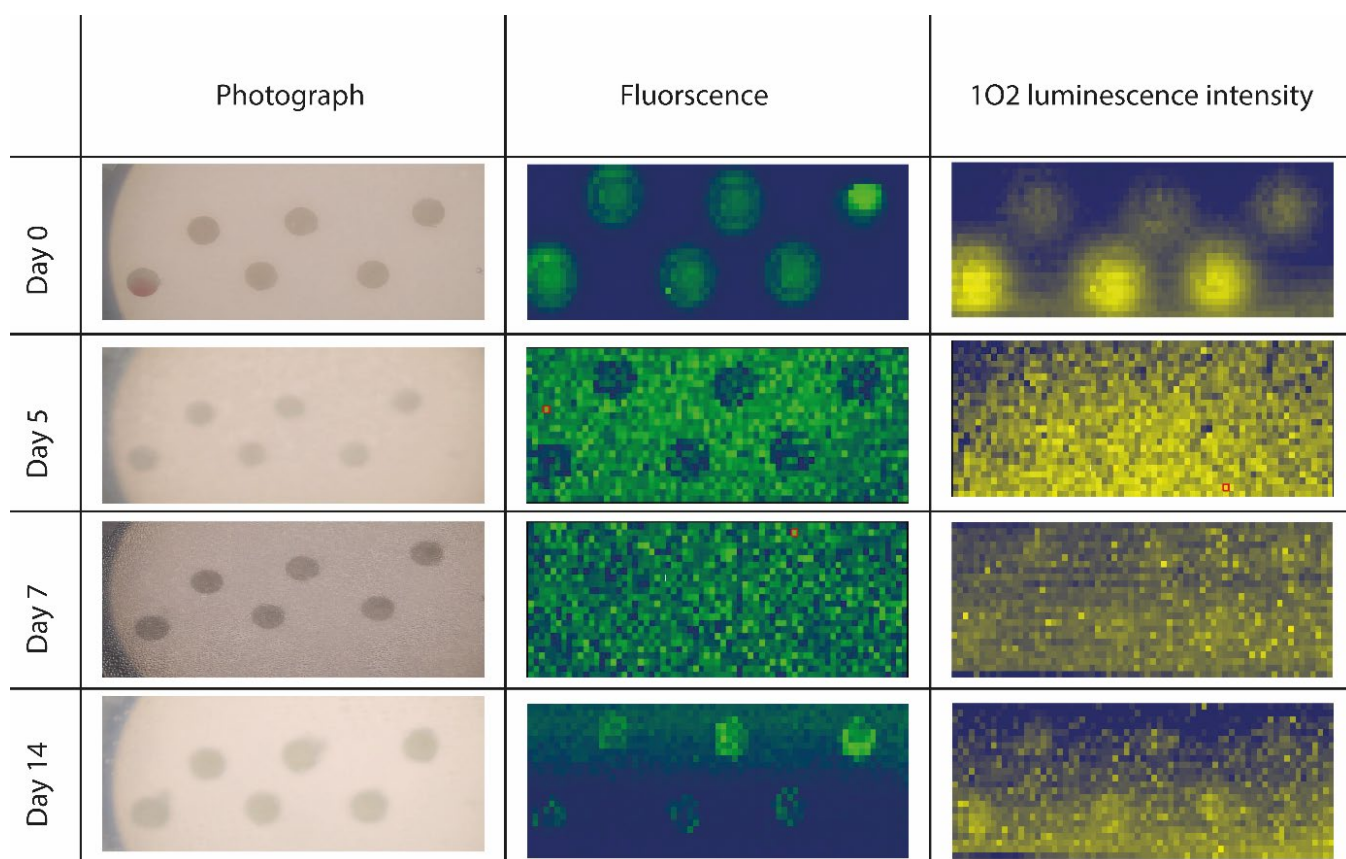 Photograph
Fluorscence
1O2 luminescence intensity
Day 0
Day 5
Day 7
Day 14